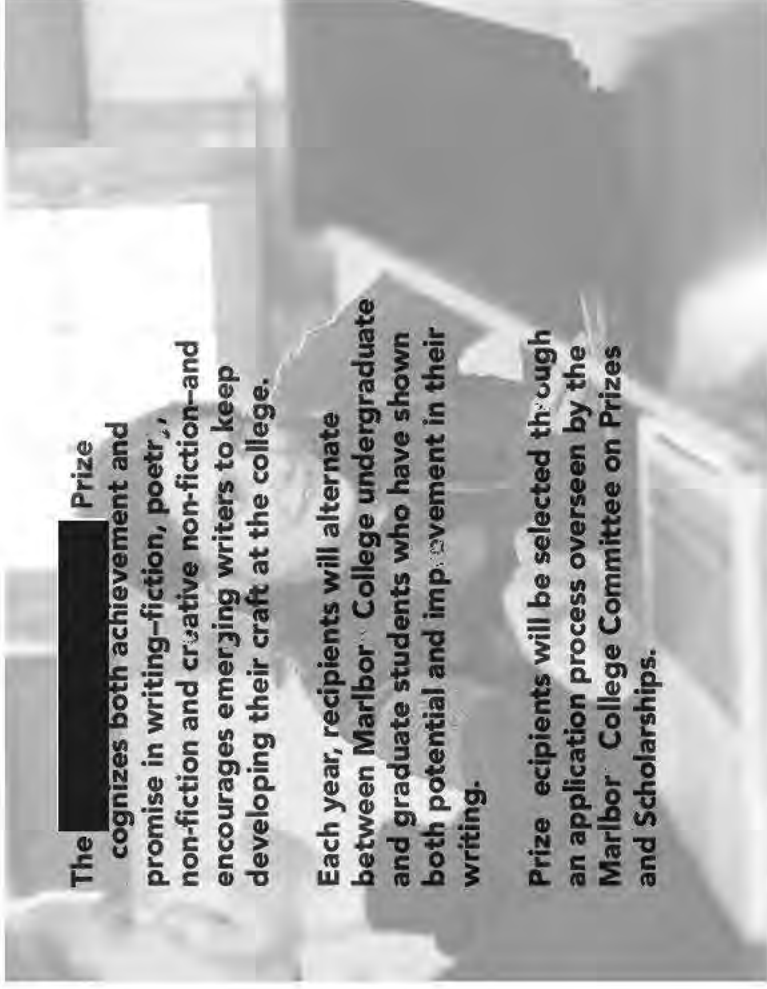 The Prize
cognizes both achievement and
promise in writing–fiction, poetr,,
non-fiction and creative non-fiction–and
encourages emerging writers to keep
developing their craft at the college.
Each year, recipients will alternate
between Marlbor College undergraduate
and graduate students who have shown
both potential and improvement in their
writing.
Prize ecipients will be selected through
an application process overseen by the
Marlbor College Committee on Prizes
and Scholarships.